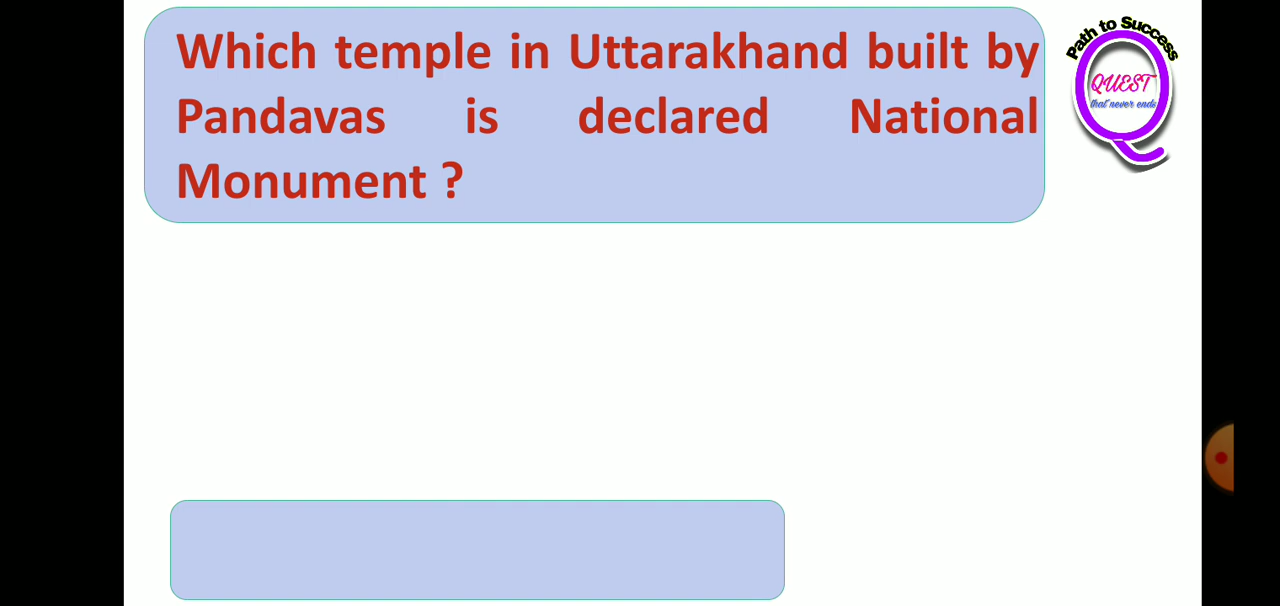 Which temple in Uttarakhand built by
Pandavas is declared National
Monument ?
Path to Success
QUEST
that never ends